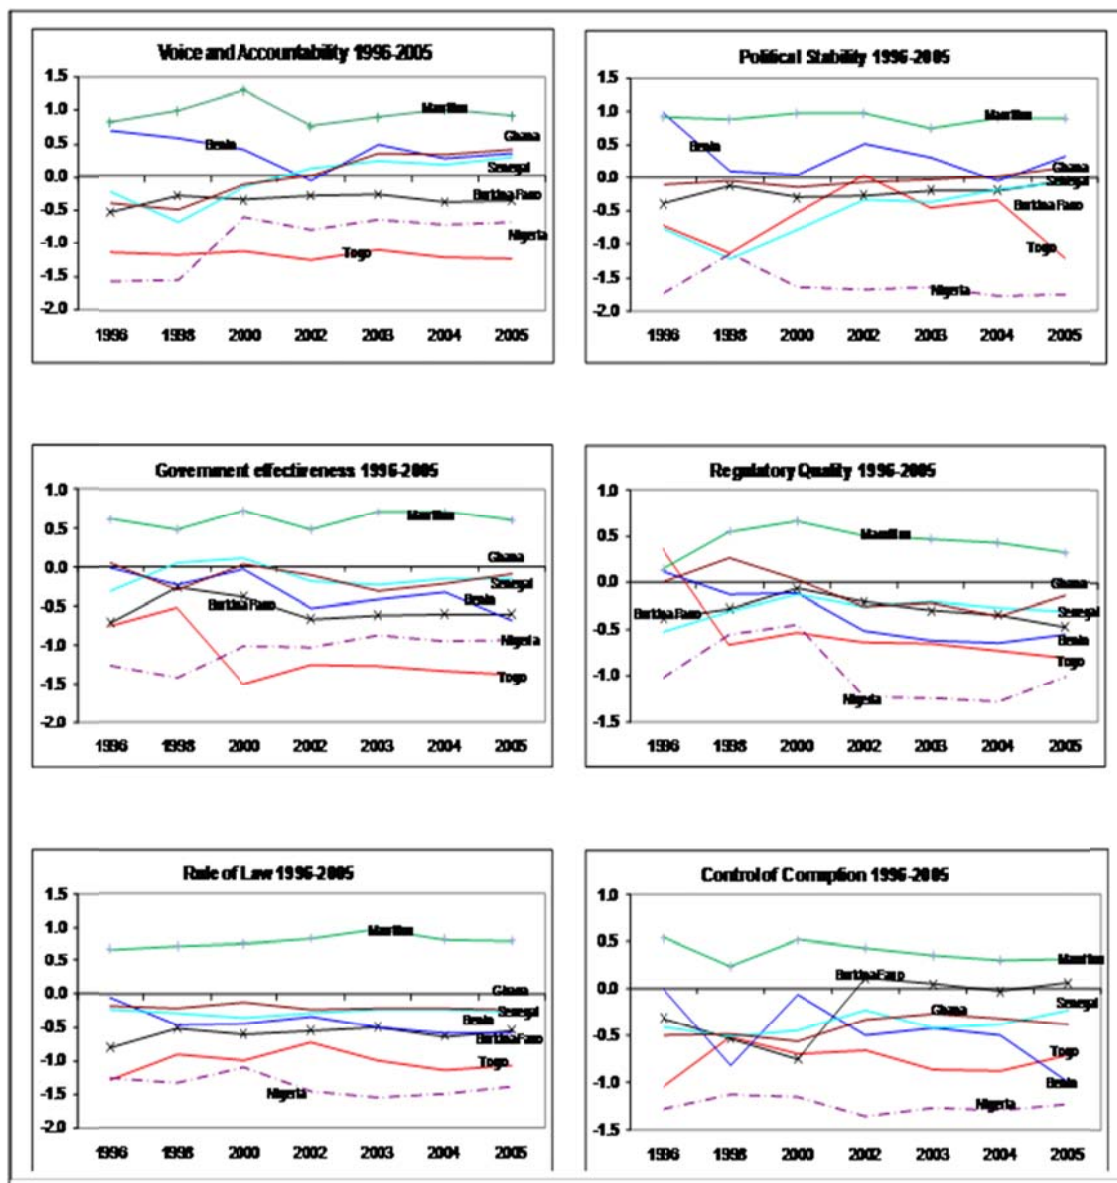 Voice and Accountability 1996-2005
1.5
1.0
0.5
0.0
-0.5
-1.0
-1.5
-2.0
Mauritius
Benin
Ghana
Senegal
Burkina Faso
Nigeria
Togo
1996 1998 2000 2002 2003 2004 2005
Political Stability 1996-2005
1.5
1.0
0.5
0.0
-0.5
-1.0
-1.5
-2.0
Mauritius
Benin
Ghana
Senegal
Burkina Faso
Togo
Nigeria
1996 1998 2000 2002 2003 2004 2005
Government effectireness 1996-2005
1.0
0.5
0.0
-0.5
-1.0
-1.5
-2.0
Mauritius
Ghana
Senegal
Benin
Burkina Faso
Nigeria
Togo
1996 1998 2000 2002 2003 2004 2005
Regulatory Quality 1996-2005
1.0
0.5
0.0
-0.5
-1.0
-1.5
Mauritius
Ghana
Burkina Faso
Senegal
Benin
Togo
Nigeria
1996 1998 2000 2002 2003 2004 2005
Rule of Law 1996-2005
1.5
1.0
0.5
0.0
-0.5
-1.0
-1.5
-2.0
Mauritius
Ghana
Senegal
Benin
Burkina Faso
Togo
Nigeria
1996 1998 2000 2002 2003 2004 2005
Control of Corruption 1996-2005
1.0
0.5
0.0
-0.5
-1.0
-1.5
Burkina Faso
Mauritius
Senegal
Ghana
Togo
Benin
Nigeria
1996 1998 2000 2002 2003 2004 2005